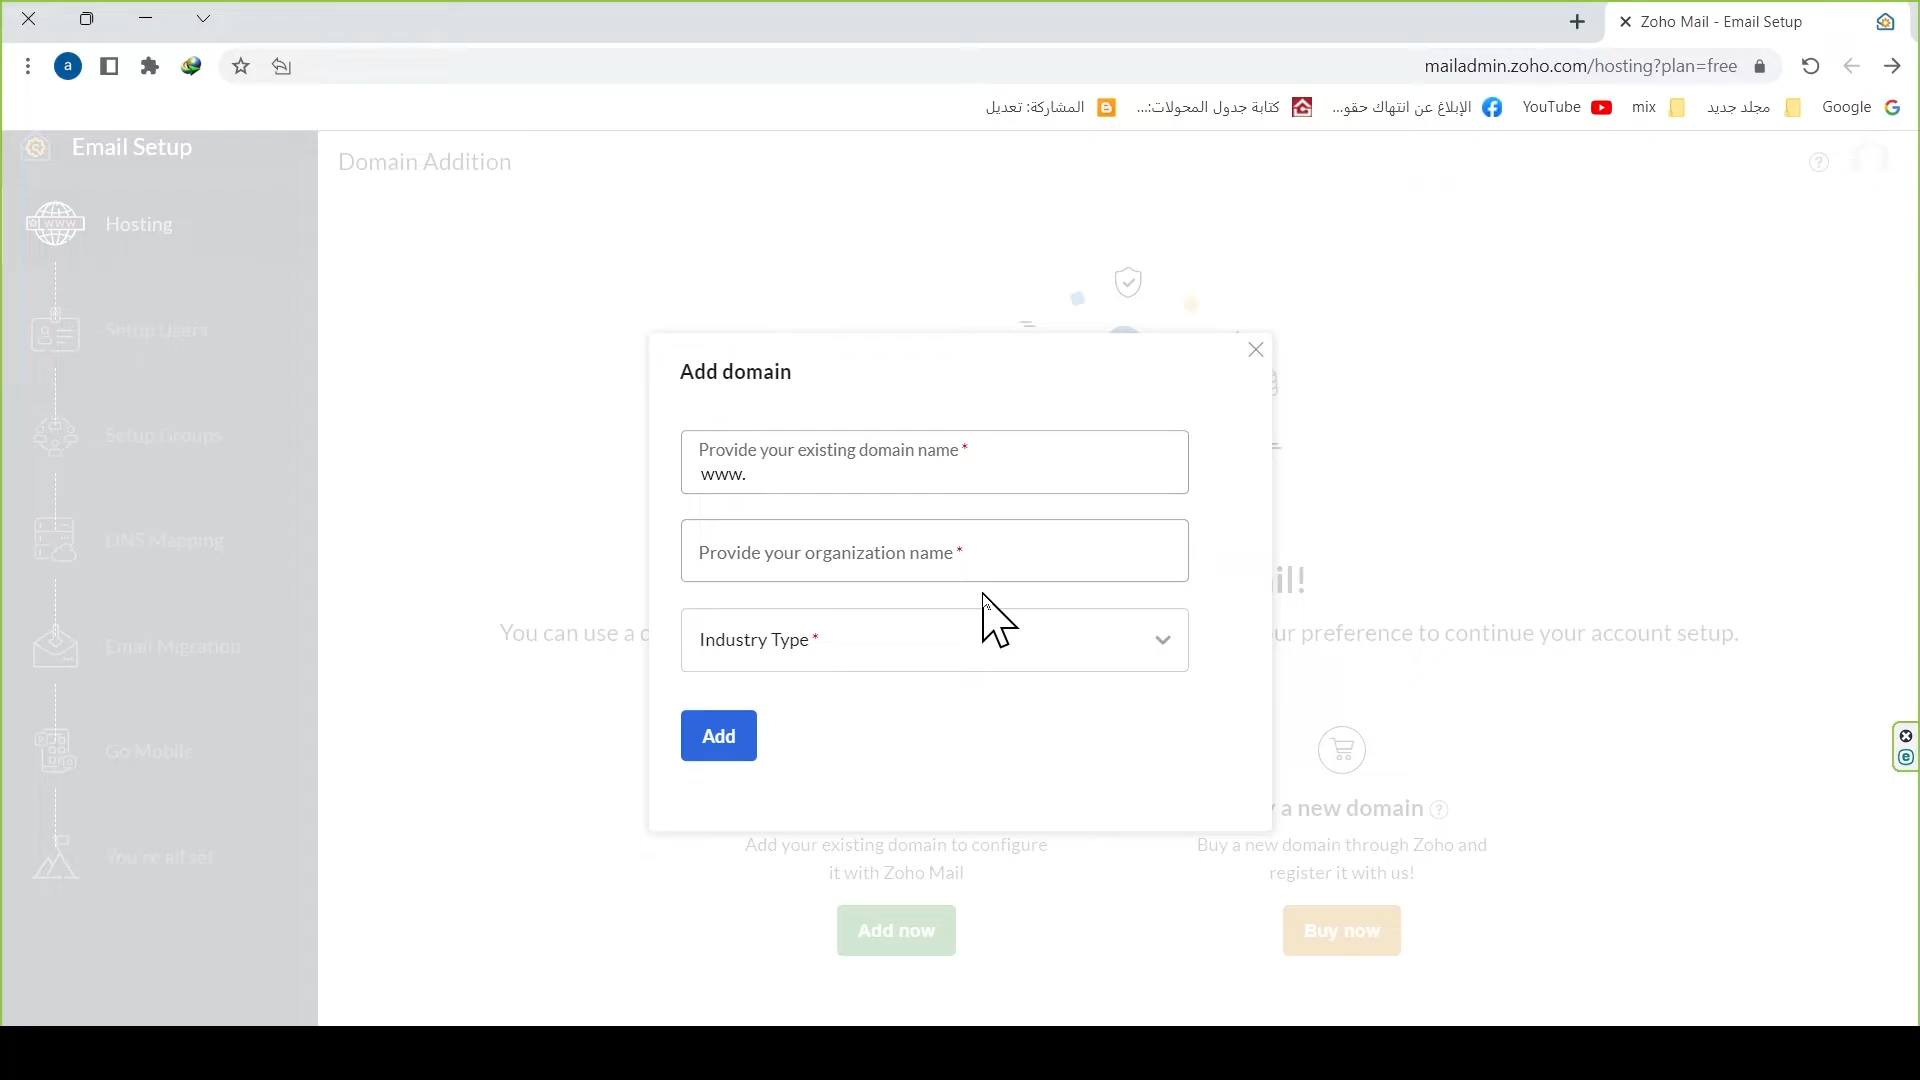 Zoho Mail - Email Setup
a
mailadmin.zoho.com/hosting?plan=free
Google
مجلد جديد
mix
YouTube
الإبلاغ عن انتهاك حقو...
كتابة جدول المحولات:...
المشاركة: تعديل
Email Setup
Domain Addition
?
www
Hosting
Setup Users
Setup Groups
DNS Mapping
Email Migration
Go Mobile
You're all set
Add domain
Provide your existing domain name *
www.
Provide your organization name *
il!
You can use a
ur preference to continue your account setup.
Industry Type *
Add
a new domain ?
Add your existing domain to configure
it with Zoho Mail
Buy a new domain through Zoho and
register it with us!
Add now
Buy now